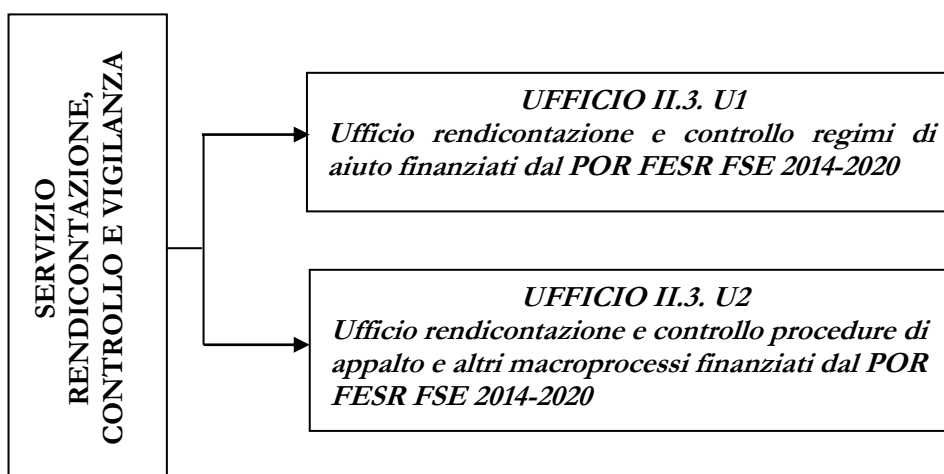 SERVIZIO
RENDICONTAZIONE,
CONTROLLO E VIGILANZA
UFFICIO II.3. U1
Ufficio rendicontazione e controllo regimi di
aiuto finanziati dal POR FESR FSE 2014-2020
UFFICIO II.3. U2
Ufficio rendicontazione e controllo procedure di
appalto e altri macroprocessi finanziati dal POR
FESR FSE 2014-2020